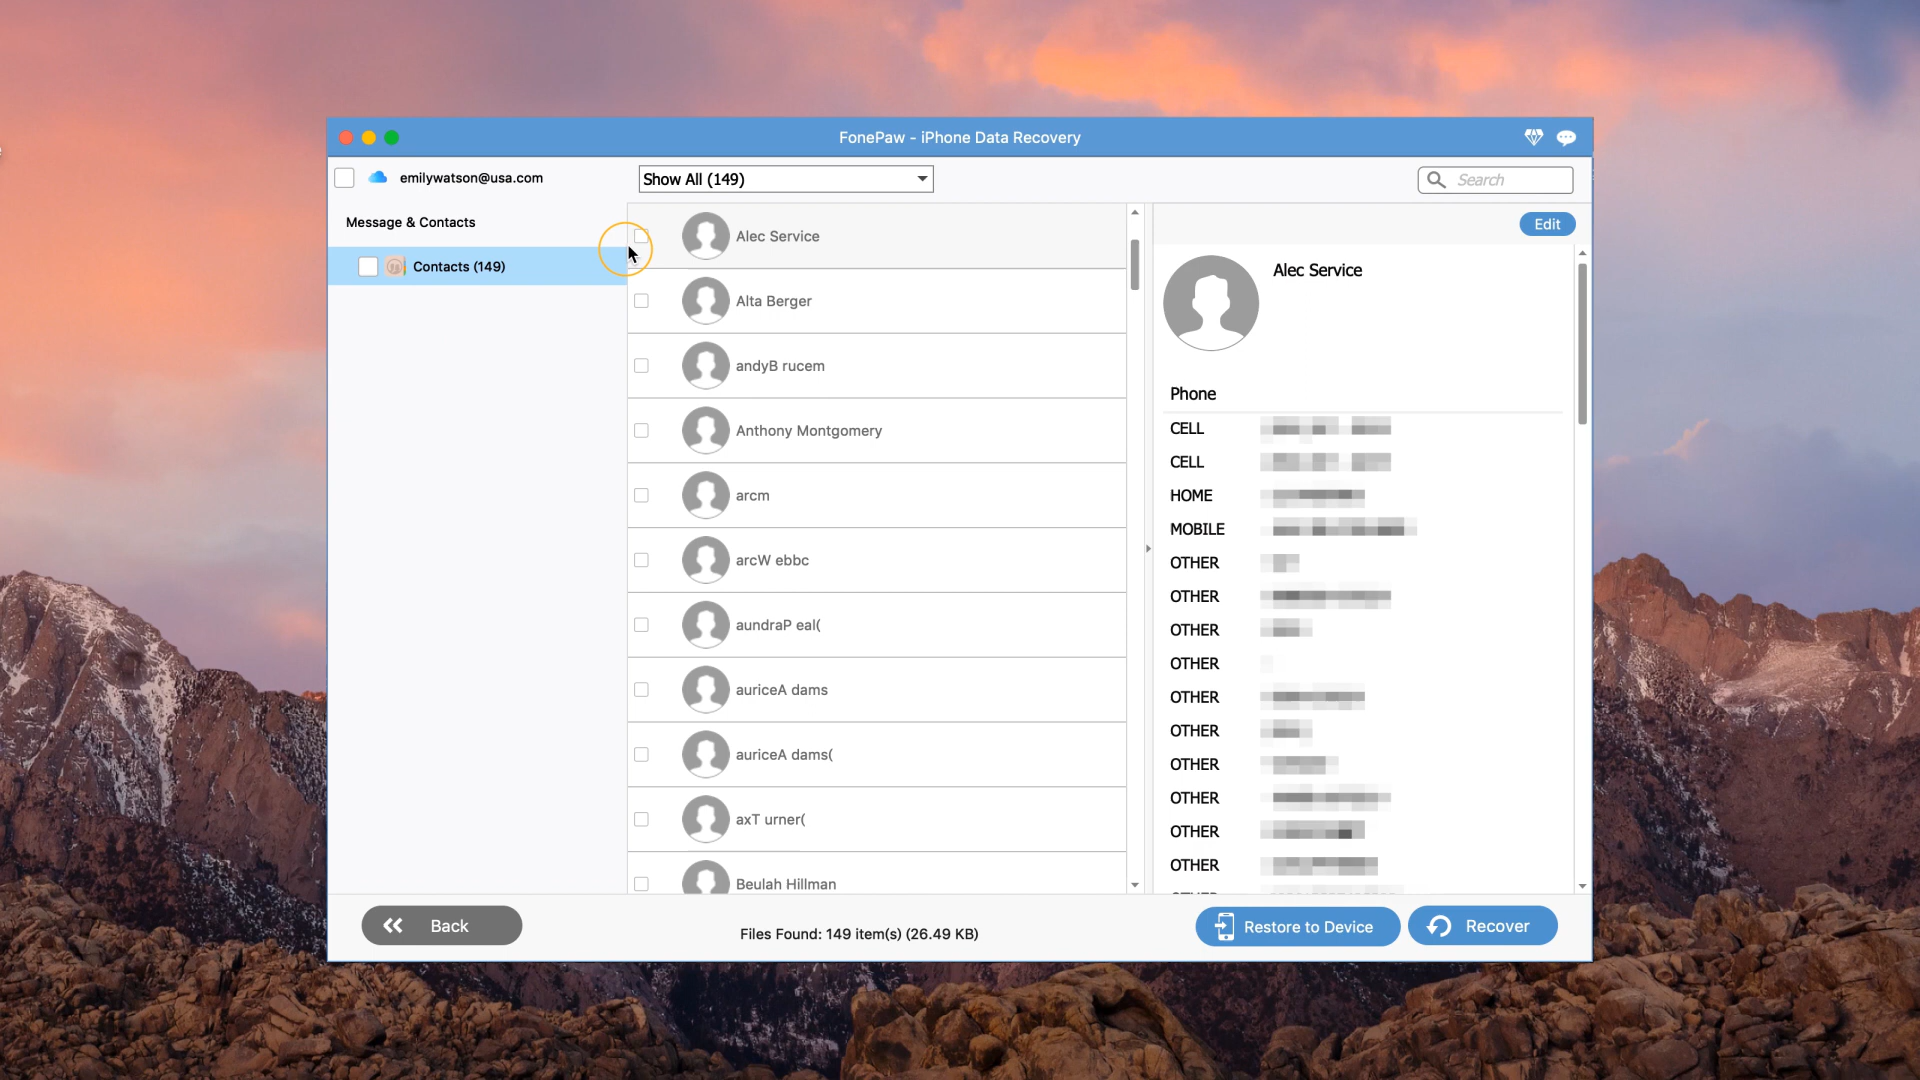 FonePaw - iPhone Data Recovery
emilywatson@usa.com
Show All (149)
Search
Message & Contacts
Contacts (149)
Alec Service
Alta Berger
andyB rucem
Anthony Montgomery
arcm
arcW ebbc
aundraP eal(
auriceA dams
auriceA dams(
axT urner(
Beulah Hillman
Edit
Alec Service
Phone
CELL
CELL
HOME
MOBILE
OTHER
OTHER
OTHER
OTHER
OTHER
OTHER
OTHER
OTHER
OTHER
OTHER
Back
Files Found: 149 item(s) (26.49 KB)
Restore to Device
Recover